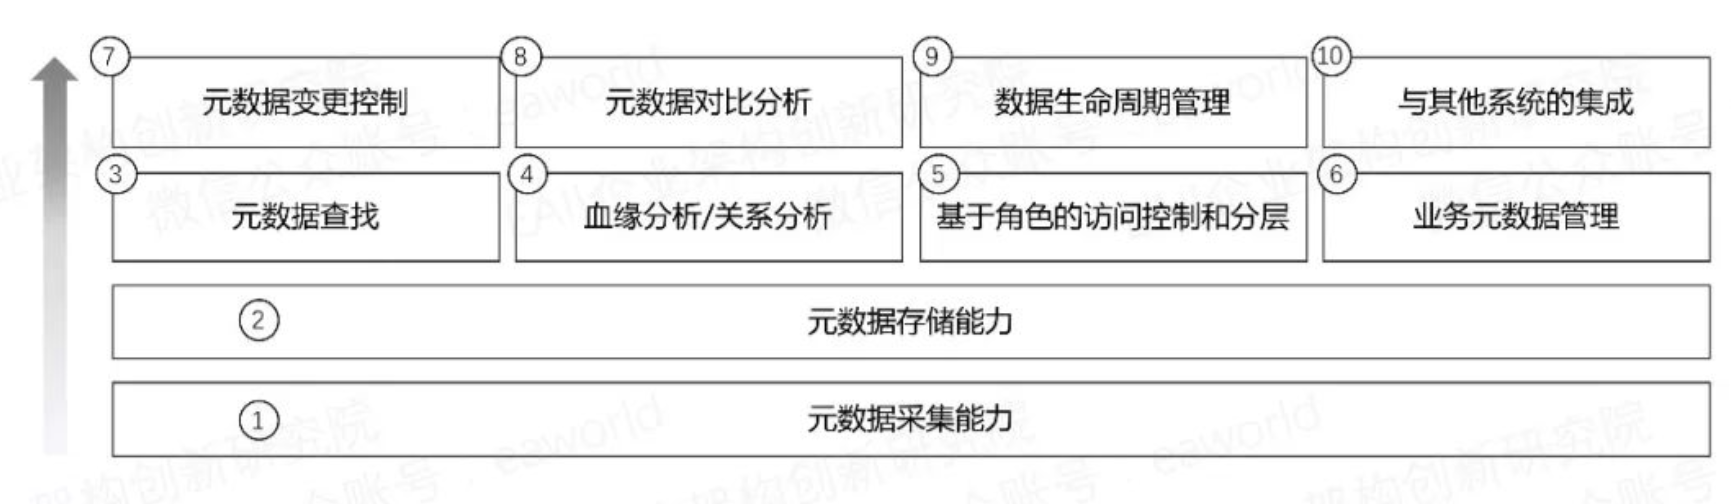 ⑦ 元数据变更控制
⑧ 元数据对比分析
⑨ 数据生命周期管理
⑩ 与其他系统的集成
③ 元数据查找
④ 血缘分析/关系分析
⑤ 基于角色的访问控制和分层
⑥ 业务元数据管理
② 元数据存储能力
① 元数据采集能力
eaworld